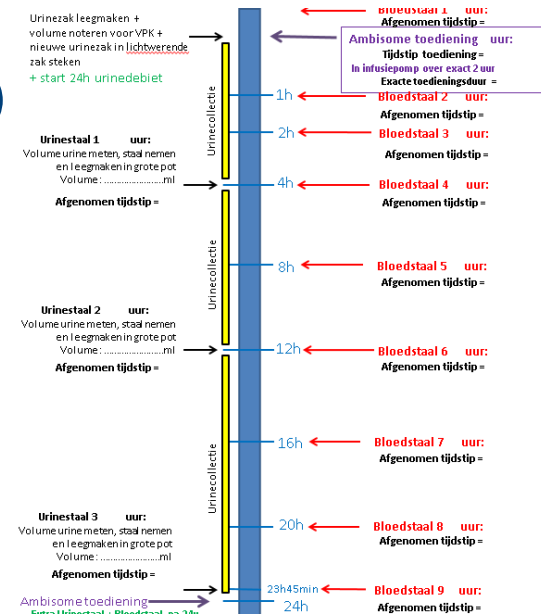 Urinezak leegmaken +
volume noteren voor VPK +
nieuwe urinezak in lichtwerende
zak steken
+ start 24h urinedebiet
Bloedstaal 1 uur:
Afgenomen tijdstip =
Ambisome toediening uur:
Tijdstip toediening =
In infusiepomp over exact 2 uur
Exacte toedieningsduur =
Urinecollectie
1h
Bloedstaal 2 uur:
Afgenomen tijdstip =
2h
Bloedstaal 3 uur:
Afgenomen tijdstip =
Urinestaal 1 uur:
Volume urine meten, staal nemen
en leegmaken in grote pot
Volume: ......................ml
Afgenomen tijdstip =
4h
Bloedstaal 4 uur:
Afgenomen tijdstip =
Urinecollectie
8h
Bloedstaal 5 uur:
Afgenomen tijdstip =
Urinestaal 2 uur:
Volume urine meten, staal nemen
en leegmaken in grote pot
Volume: ......................ml
Afgenomen tijdstip =
12h
Bloedstaal 6 uur:
Afgenomen tijdstip =
Urinecollectie
16h
Bloedstaal 7 uur:
Afgenomen tijdstip =
20h
Bloedstaal 8 uur:
Afgenomen tijdstip =
Urinestaal 3 uur:
Volume urine meten, staal nemen
en leegmaken in grote pot
Volume: ......................ml
Afgenomen tijdstip =
23h45min
Bloedstaal 9 uur:
Afgenomen tijdstip =
Ambisome toediening
24h
Extra Urinestaal + Bloedstaal na 24u